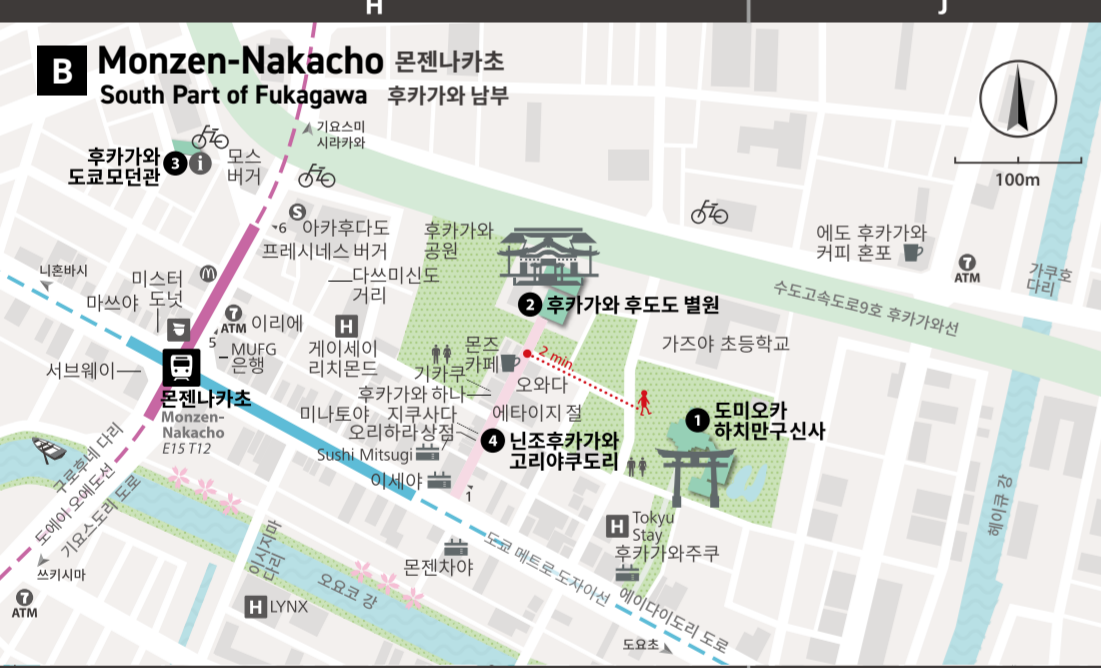 H
J
B
Monzen-Nakacho 몬젠나카초
South Part of Fukagawa 후카가와 남부
100m
기요스미
시라카와
후카가와
도쿄모던관
3
i
모스
버거
S
6 아카후다도
프레시네스 버거
다쓰미신도
거리
후카가와
공원
2 후카가와 후도도 별원
에도 후카가와
커피 혼포
7
ATM
가쿠호
다리
수도고속도로9호 후카가와선
니혼바시
미스터
도넛
마쓰야
M
7
ATM
이리에
5
MUFG
은행
H
게이세이
리치몬드
서브웨이
몬젠나카초
Monzen-
Nakacho
E15 T12
몬즈
카페
2 min.
가즈야 초등학교
기카쿠
오와다
후카가와 하나
미나토야
지쿠사다
에타이지 절
오리하라상점
4 닌조후카가와
고리야쿠도리
1 도미오카
하치만구신사
Sushi Mitsugi
이세야
1
구로후네 다리
도에이 오에도선
기요스도리 도로
쓰키시마
7
ATM
이시지마
다리
오요코 강
H LYNX
몬젠차야
도쿄 메트로 도자이선
H
Tokyu
Stay
후카가와주쿠
에이다이도리 도로
도요초
헤이큐 강